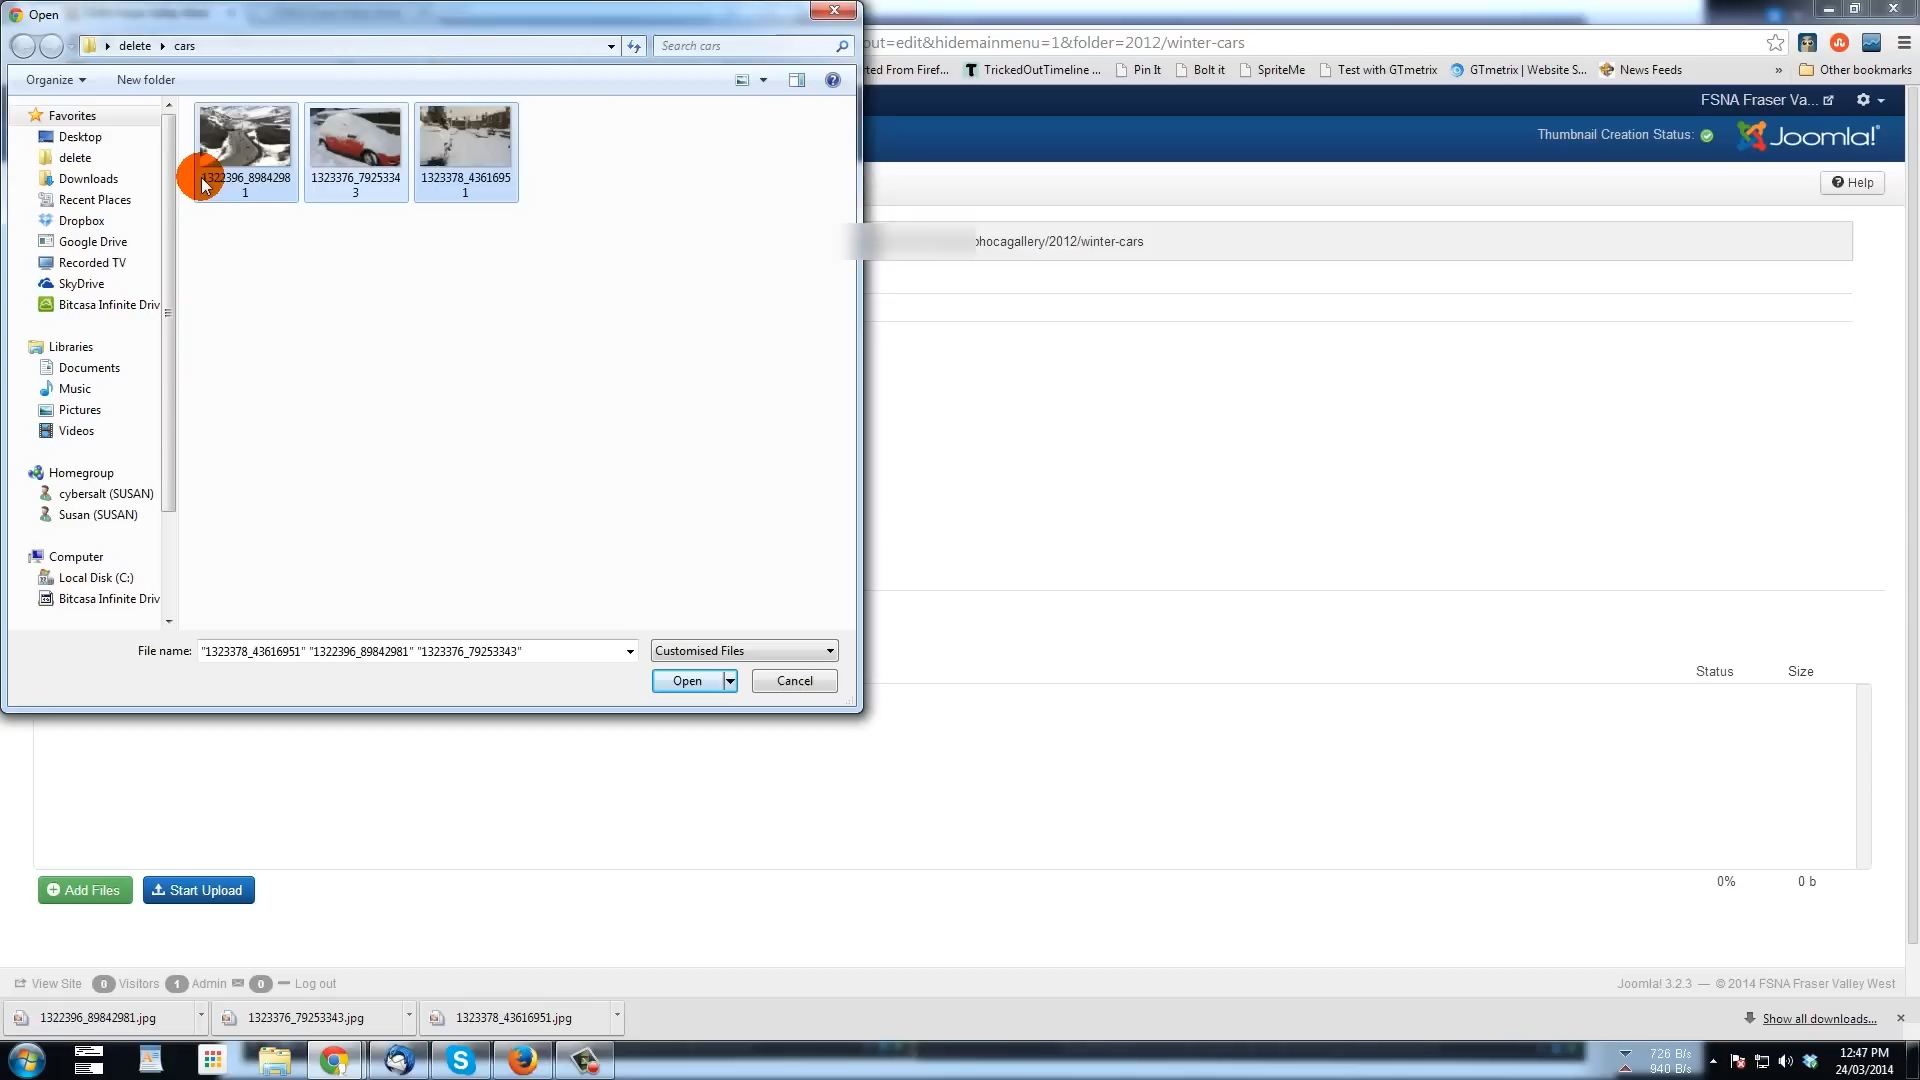 Open
delete
cars
Search cars
out=edit&hidemainmenu=1&folder=2012/winter-cars
Organize
New folder
rted From Firef...
TrickedOutTimeline ...
Pin It
Bolt it
SpriteMe
Test with GTmetrix
GTmetrix | Website S...
News Feeds
»
Other bookmarks
FSNA Fraser Va...
Thumbnail Creation Status:
Joomla!
Help
phocagallery/2012/winter-cars
Favorites
Desktop
delete
Downloads
Recent Places
Dropbox
Google Drive
Recorded TV
SkyDrive
Bitcasa Infinite Driv
Libraries
Documents
Music
Pictures
Videos
Homegroup
cybersalt (SUSAN)
Susan (SUSAN)
Computer
Local Disk (C:)
Bitcasa Infinite Driv
1322396_8984298
1
1323376_7925334
3
1323378_4361695
1
File name:
"1323378_43616951" "1322396_89842981" "1323376_79253343"
Customised Files
Open
Cancel
Status
Size
Add Files
Start Upload
0%
0 b
View Site
0 Visitors
1 Admin
0
Log out
Joomla! 3.2.3 — © 2014 FSNA Fraser Valley West
1322396_89842981.jpg
1323376_79253343.jpg
1323378_43616951.jpg
Show all downloads...
726 B/s
940 B/s
12:47 PM
24/03/2014